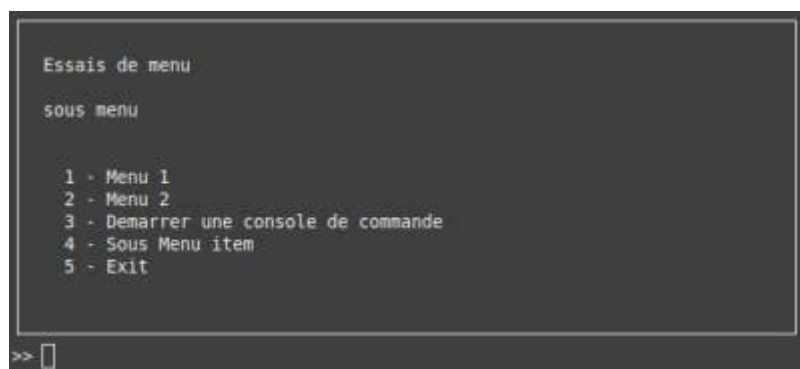 Essais de menu
sous menu
1 - Menu 1
2 - Menu 2
3 - Demarrer une console de commande
4 - Sous Menu item
5 - Exit
>>